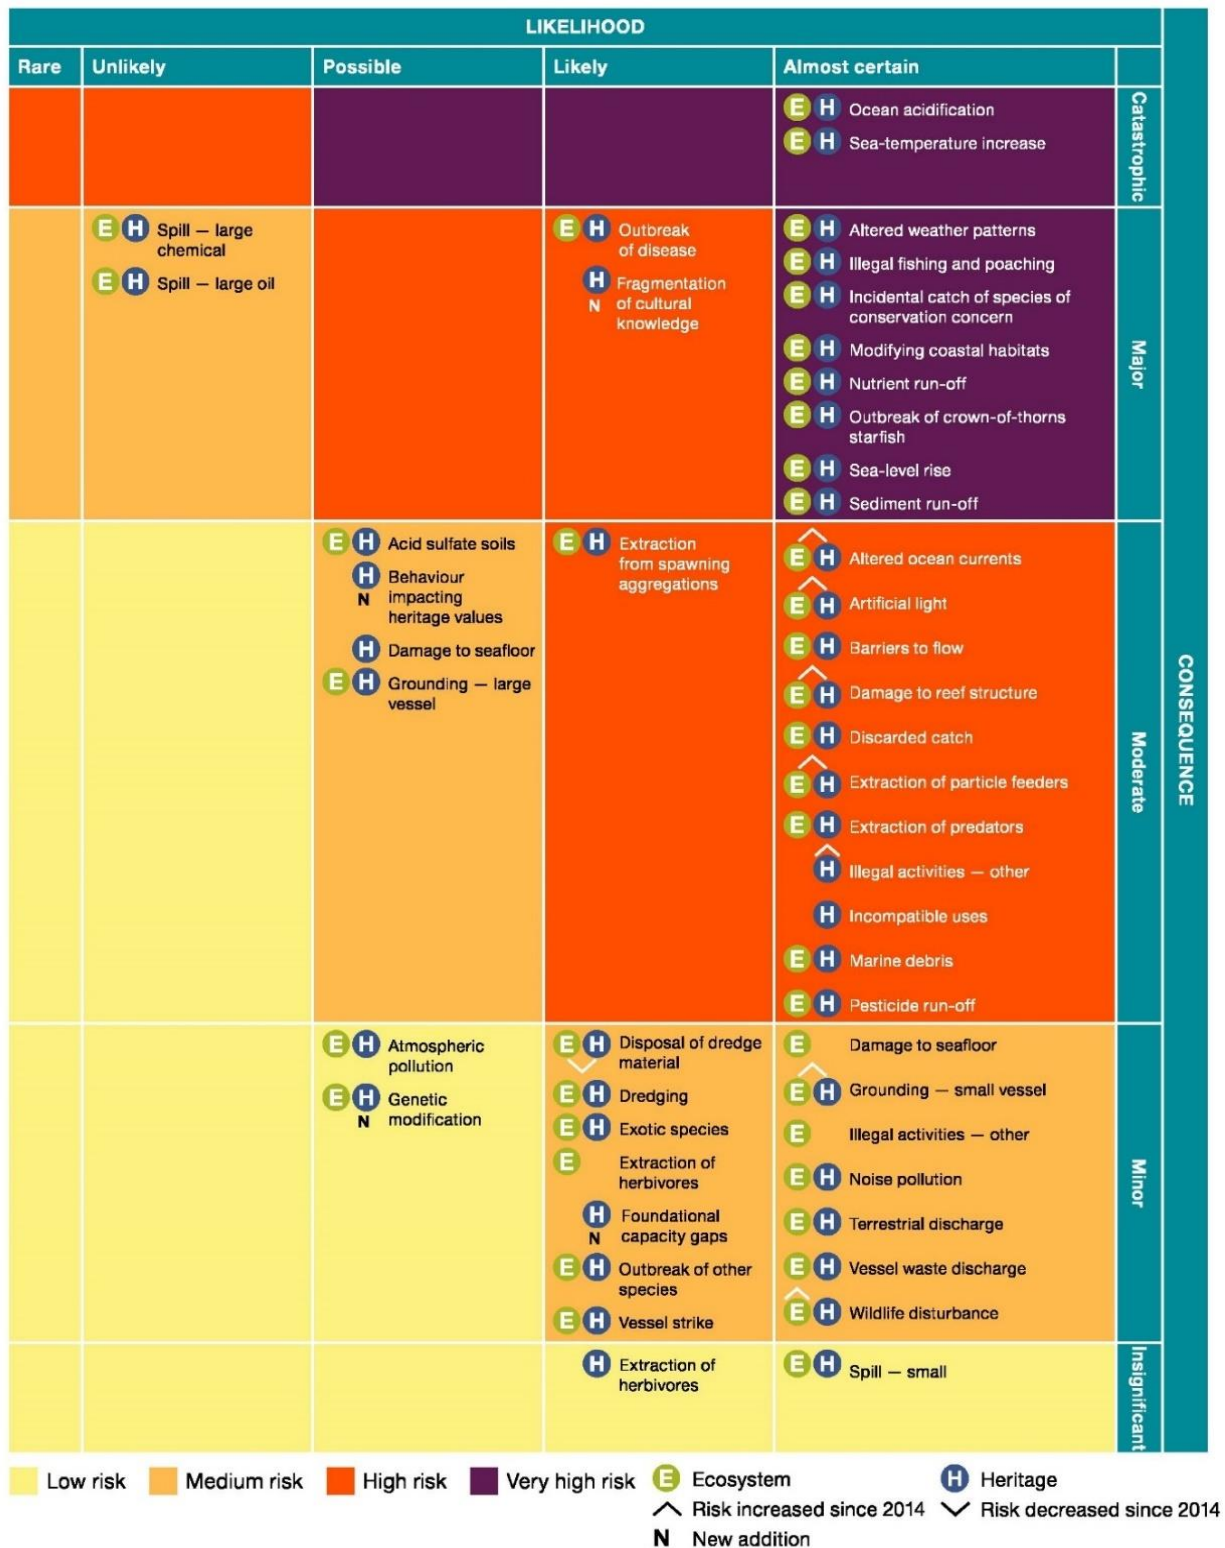 LIKELIHOOD
Rare Unlikely Possible Likely Almost certain
CONSEQUENCE
Catastrophic
E H Ocean acidification
E H Sea-temperature increase
Major
E H Spill — large
chemical
E H Spill — large oil
E H Outbreak
of disease
H Fragmentation
N of cultural
knowledge
E H Altered weather patterns
E H Illegal fishing and poaching
E H Incidental catch of species of
conservation concern
E H Modifying coastal habitats
E H Nutrient run-off
E H Outbreak of crown-of-thorns
starfish
E H Sea-level rise
E H Sediment run-off
Moderate
E H Acid sulfate soils
H Behaviour
N impacting
heritage values
H Damage to seafloor
E H Grounding — large
vessel
E H Extraction
from spawning
aggregations
E H Altered ocean currents
E H Artificial light
E H Barriers to flow
E H Damage to reef structure
E H Discarded catch
E H Extraction of particle feeders
E H Extraction of predators
H Illegal activities — other
H Incompatible uses
E H Marine debris
E H Pesticide run-off
Minor
E H Atmospheric
pollution
E H Genetic
N modification
E H Disposal of dredge
material
E H Dredging
E H Exotic species
E Extraction of
herbivores
H Foundational
N capacity gaps
E H Outbreak of other
species
E H Vessel strike
E Damage to seafloor
E H Grounding — small vessel
E Illegal activities — other
E H Noise pollution
E H Terrestrial discharge
E H Vessel waste discharge
E H Wildlife disturbance
Insignificant
H Extraction of
herbivores
E H Spill — small
Low risk Medium risk High risk Very high risk E Ecosystem H Heritage
Risk increased since 2014 Risk decreased since 2014
N New addition